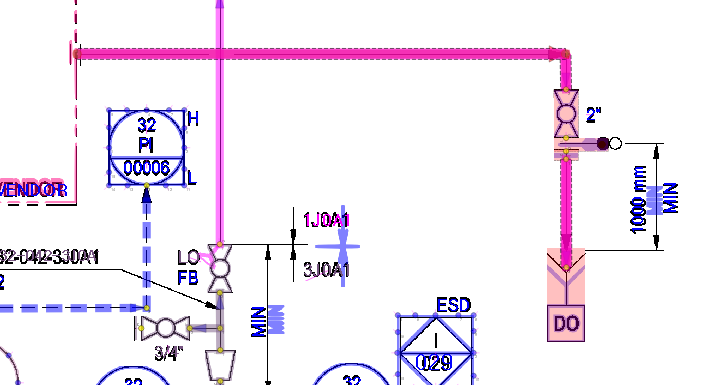 32
PI
00006
H
L
2"
VENDOR
1000 mm
MIN
1J0A1
LO
FB
32-042-3J0A1
3J0A1
MIN
ESD
3/4"
I
029
DO
32
32